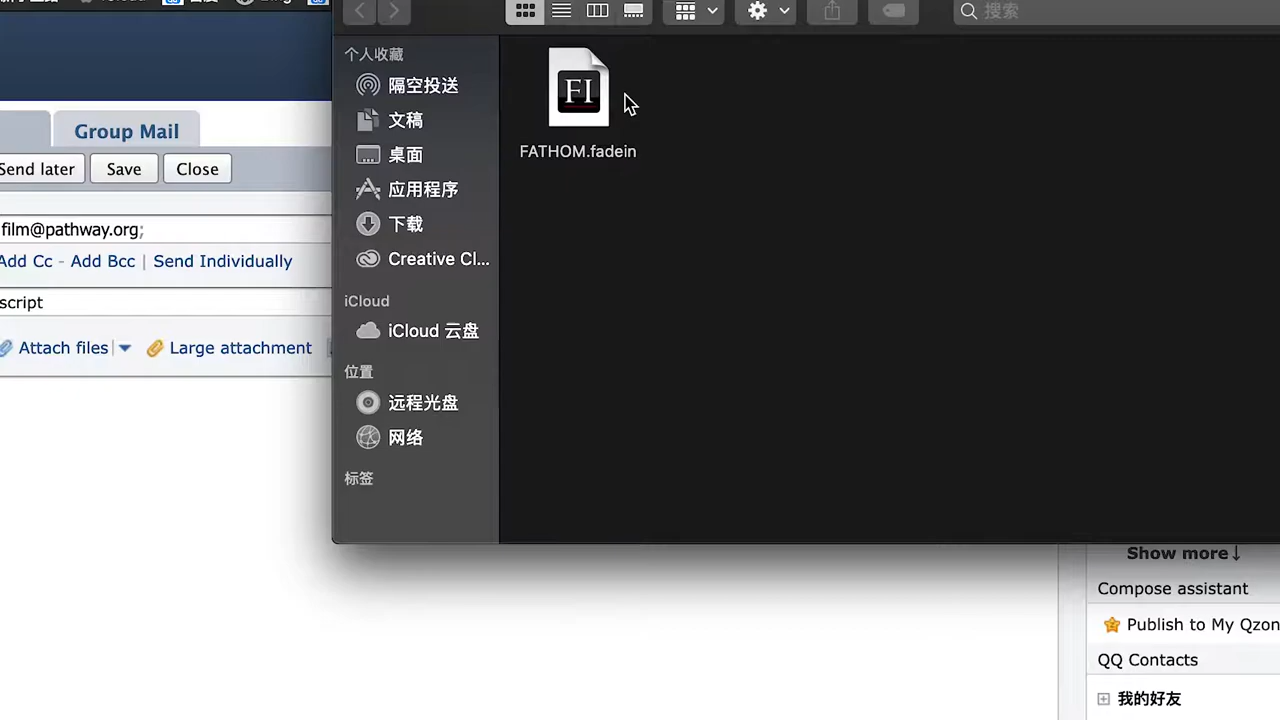 搜索
个人收藏
隔空投送
文稿
桌面
应用程序
下载
Creative Cl...
iCloud
iCloud 云盘
位置
远程光盘
网络
标签
FI
FATHOM.fadein
Group Mail
Send later Save Close
film@pathway.org;
Add Cc - Add Bcc | Send Individually
script
Attach files Large attachment
Show more↓
Compose assistant
Publish to My Qzon
QQ Contacts
我的好友